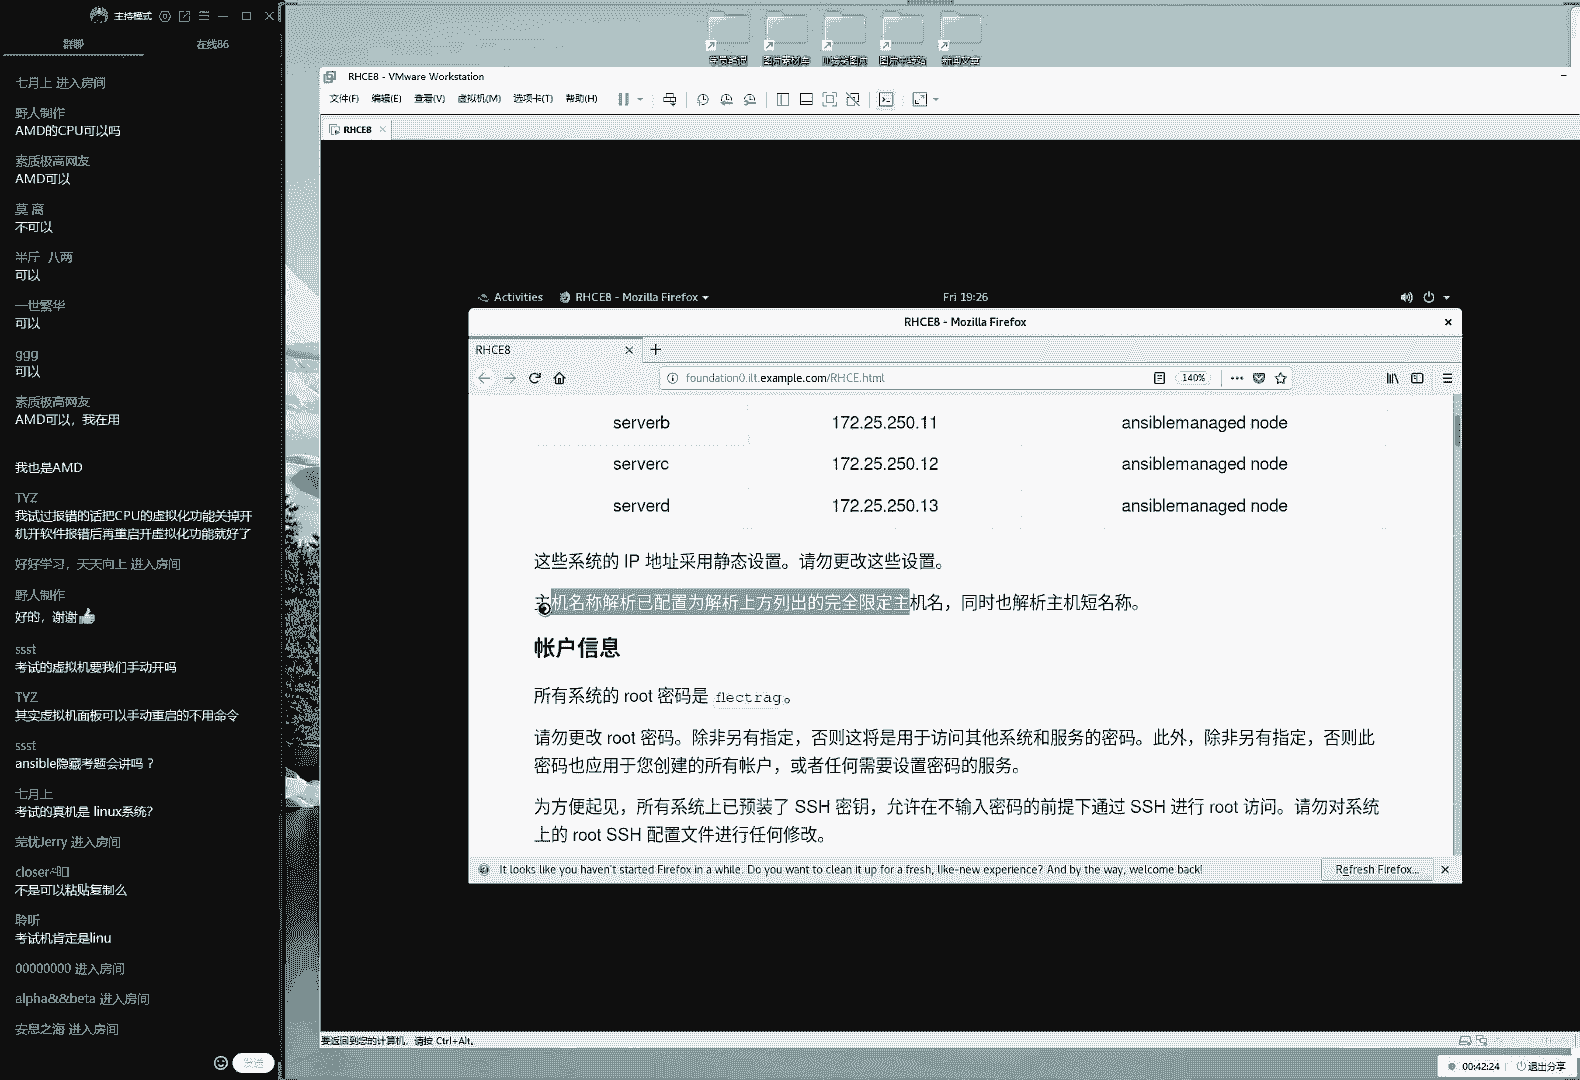 主持模式
群聊
在线86
七月上 进入房间
野人制作
AMD的CPU可以吗
素质极高网友
AMD可以
莫 离
不可以
半斤 八两
可以
一世繁华
可以
ggg
可以
素质极高网友
AMD可以，我在用
我也是AMD
TYZ
我试过报错的话把CPU的虚拟化功能关掉开
机开软件报错后再重启开虚拟化功能就好了
好好学习，天天向上 进入房间
野人制作
好的，谢谢👍
ssst
考试的虚拟机要我们手动开吗
TYZ
其实虚拟机面板可以手动重启的不用命令
ssst
ansible隐藏考题会讲吗？
七月上
考试的真机是 linux系统?
芜忧Jerry 进入房间
closer
不是可以粘贴复制么
聆听
考试机肯定是linu
00000000 进入房间
alpha&&beta 进入房间
进入房间
发送
RHCE8 - VMware Workstation
文件(F) 编辑(E) 查看(V) 虚拟机(M) 选项卡(T) 帮助(H)
RHCE8
Activities RHCE8 - Mozilla Firefox Fri 19:26
RHCE8 - Mozilla Firefox
RHCE8
foundation0.ilt.example.com/RHCE.html 140%
serverb 172.25.250.11 ansiblemanaged node
serverc 172.25.250.12 ansiblemanaged node
serverd 172.25.250.13 ansiblemanaged node
这些系统的 IP 地址采用静态设置。请勿更改这些设置。
主机名称解析已配置为解析上方列出的完全限定主机名，同时也解析主机短名称。
帐户信息
所有系统的 root 密码是 flectrag。
请勿更改 root 密码。除非另有指定，否则这将是用于访问其他系统和服务的密码。此外，除非另有指定，否则此
密码也应用于您创建的所有帐户，或者任何需要设置密码的服务。
为方便起见，所有系统上已预装了 SSH 密钥，允许在不输入密码的前提下通过 SSH 进行 root 访问。请勿对系统
上的 root SSH 配置文件进行任何修改。
It looks like you haven't started Firefox in a while. Do you want to clean it up for a fresh, like-new experience? And by the way, welcome back!
Refresh Firefox...
要返回到您的计算机，请按 Ctrl+Alt。
00:42:24 退出分享